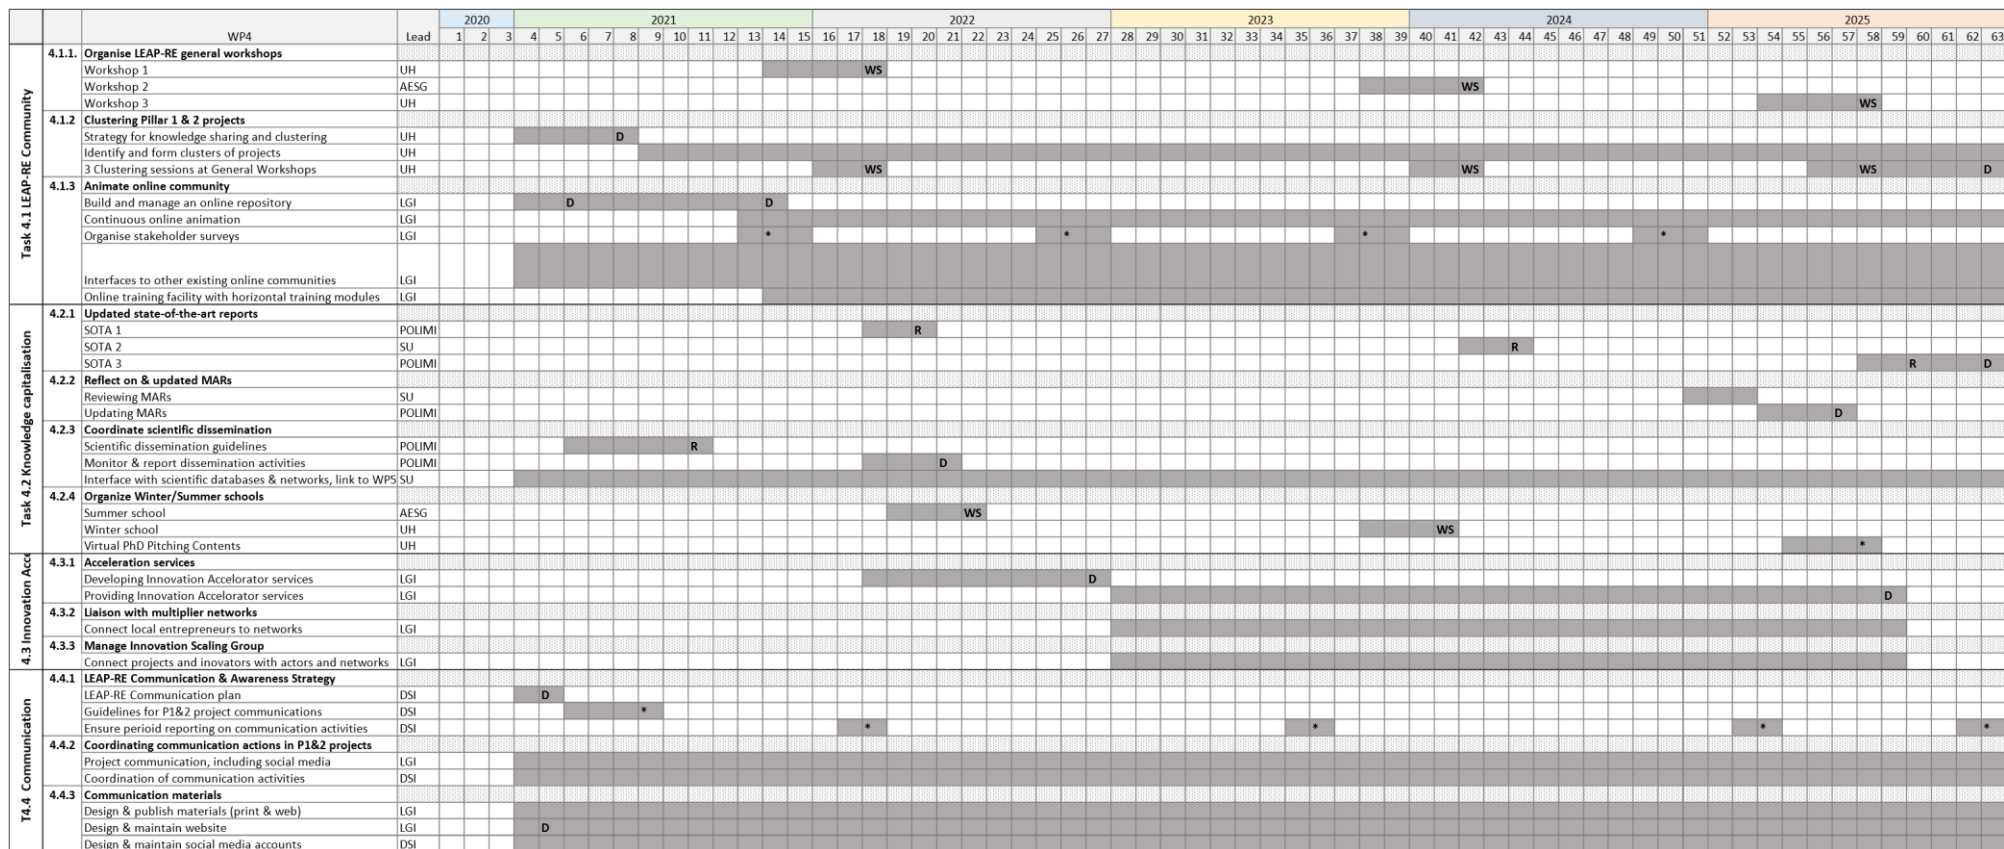 2020 2021 2022 2023 2024 2025
WP4 Lead 1 2 3 4 5 6 7 8 9 10 11 12 13 14 15 16 17 18 19 20 21 22 23 24 25 26 27 28 29 30 31 32 33 34 35 36 37 38 39 40 41 42 43 44 48 46 47 48 49 50 51 52 53 54 55 56 57 58 59 60 61 62 63
Task 4.1 LEAP-RE Community
4.1.1. Organise LEAP-RE general workshops
Workshop 1 UH WS
Workshop 2 AESG WS
Workshop 3 UH WS
4.1.2 Clustering Pillar 1 & 2 projects
Strategy for knowledge sharing and clustering UH D
Identify and form clusters of projects UH
3 Clustering sessions at General Workshops UH WS WS WS D
4.1.3 Animate online community
Build and manage an online repository LGI D D
Continuous online animation LGI
Organise stakeholder surveys LGI * * * *
Interfaces to other existing online communities LGI
Online training facility with horizontal training modules LGI
Task 4.2 Knowledge capitalisation
4.2.1 Updated state-of-the-art reports
SOTA 1 POLIMI R
SOTA 2 SU R
SOTA 3 POLIMI R D
4.2.2 Reflect on & updated MARs
Reviewing MARs SU
Updating MARs POLIMI D
4.2.3 Coordinate scientific dissemination
Scientific dissemination guidelines POLIMI R
Monitor & report dissemination activities POLIMI D
Interface with scientific databases & networks, link to WP5 SU
4.2.4 Organize Winter/Summer schools
Summer school AESG WS
Winter school UH WS
Virtual PhD Pitching Contents UH *
4.3 Innovation Acce
4.3.1 Acceleration services
Developing Innovation Accelerator services LGI D
Providing Innovation Accelerator services LGI D
4.3.2 Liaison with multiplier networks
Connect local entrepreneurs to networks LGI
4.3.3 Manage Innovation Scaling Group
Connect projects and inovators with actors and networks LGI
T4.4 Communication
4.4.1 LEAP-RE Communication & Awareness Strategy
LEAP-RE Communication plan DSI D
Guidelines for P1&2 project communications DSI *
Ensure perioid reporting on communication activities DSI * * * *
4.4.2 Coordinating communication actions in P1&2 projects
Project communication, including social media LGI
Coordination of communication activities DSI
4.4.3 Communication materials
Design & publish materials (print & web) LGI
Design & maintain website LGI D
Design & maintain social media accounts DSI